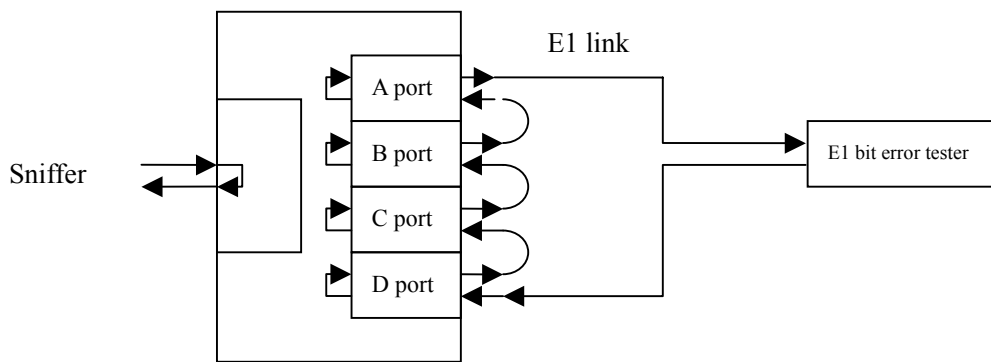 E1 link
A port
B port
E1 bit error tester
Sniffer
C port
D port